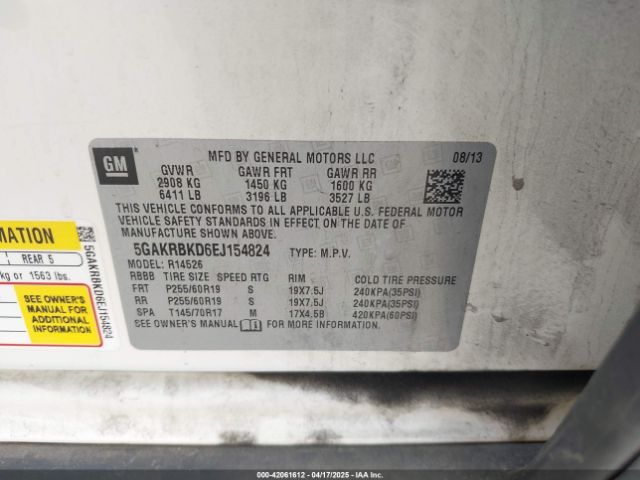 GM
MFD BY GENERAL MOTORS LLC 08/13
GVWR GAWR FRT GAWR RR
2908 KG 1450 KG 1600 KG
6411 LB 3196 LB 3527 LB
THIS VEHICLE CONFORMS TO ALL APPLICABLE U.S. FEDERAL MOTOR
VEHICLE SAFETY STANDARDS IN EFFECT ON THE DATE OF
MANUFACTURE SHOWN ABOVE.
5GAKRBKD6EJ154824 TYPE: M.P.V.
MODEL: R14526
RBBB TIRE SIZE SPEED RTG RIM COLD TIRE PRESSURE
FRT P255/60R19 S 19X7.5J 240KPA(35PSI)
RR P255/60R19 S 19X7.5J 240KPA(35PSI)
SPA T145/70R17 M 17X4.5B 420KPA(60PSI)
SEE OWNER'S MANUAL FOR MORE INFORMATION.
MATION
REAR 5
kg or 1563 lbs.
SEE OWNER'S
MANUAL FOR
ADDITIONAL
INFORMATION
5GAKRBKD6EJ154824
000-42061612 - 04/17/2025 - IAAI.COM